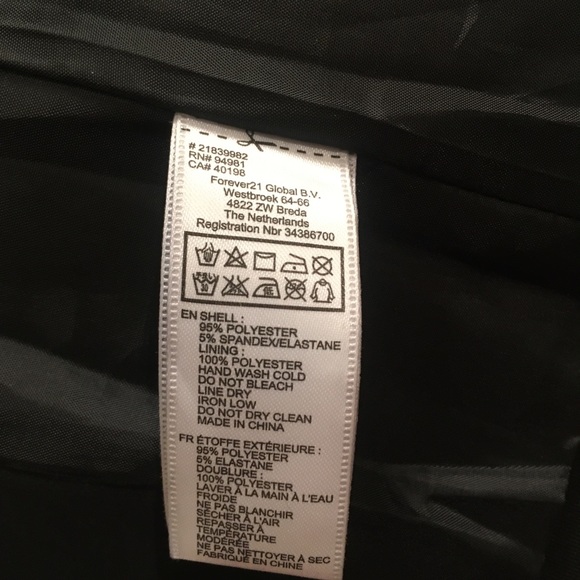 # 21839982
RN# 94981
CA# 40198
Forever21 Global B.V.
Westbroek 64-66
4822 ZW Breda
The Netherlands
Registration Nbr 34386700
EN SHELL :
95% POLYESTER
5% SPANDEX/ELASTANE
LINING :
100% POLYESTER
HAND WASH COLD
DO NOT BLEACH
LINE DRY
IRON LOW
DO NOT DRY CLEAN
MADE IN CHINA
FR ÉTOFFE EXTÉRIEURE :
95% POLYESTER
5% ELASTANE
DOUBLURE :
100% POLYESTER
LAVER À LA MAIN À L'EAU
FROIDE
NE PAS BLANCHIR
SÉCHER À L'AIR
REPASSER À
TEMPÉRATURE
MODÉRÉE
NE PAS NETTOYER À SEC
FABRIQUÉ EN CHINE